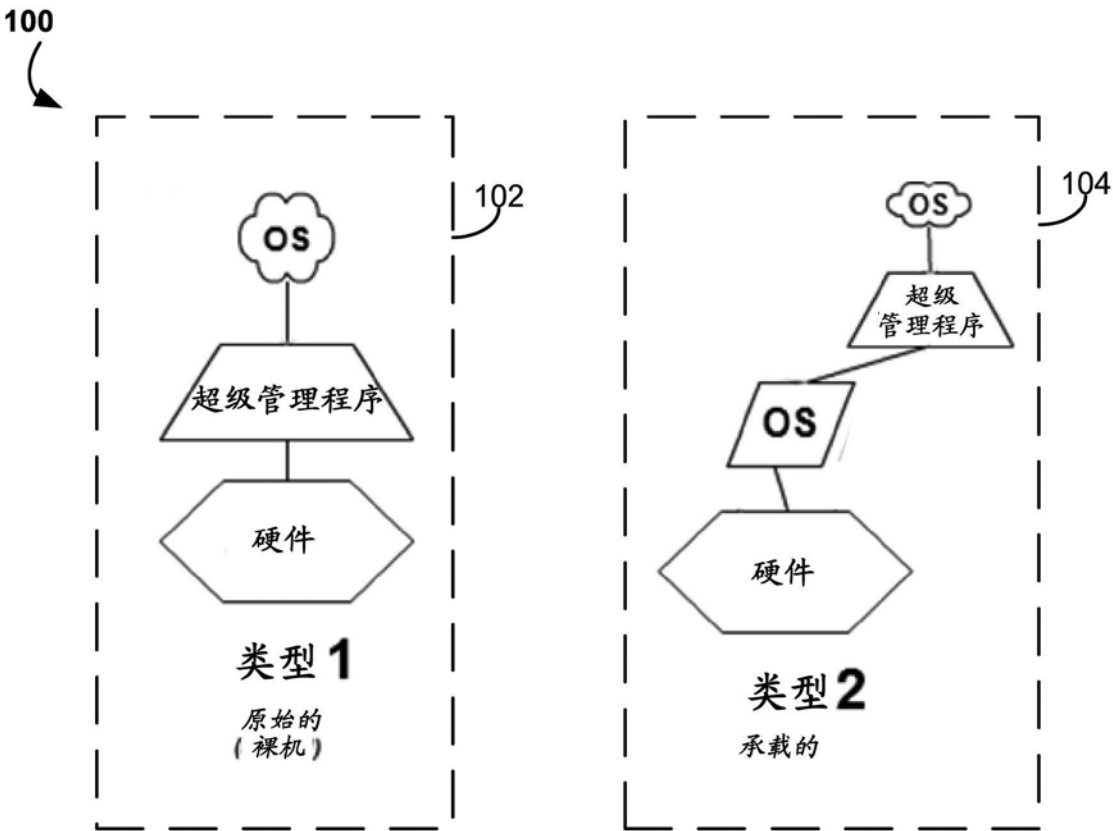 100
102
OS
超级管理程序
硬件
类型 1
原始的
(裸机)
104
OS
超级
管理程序
OS
硬件
类型 2
承载的